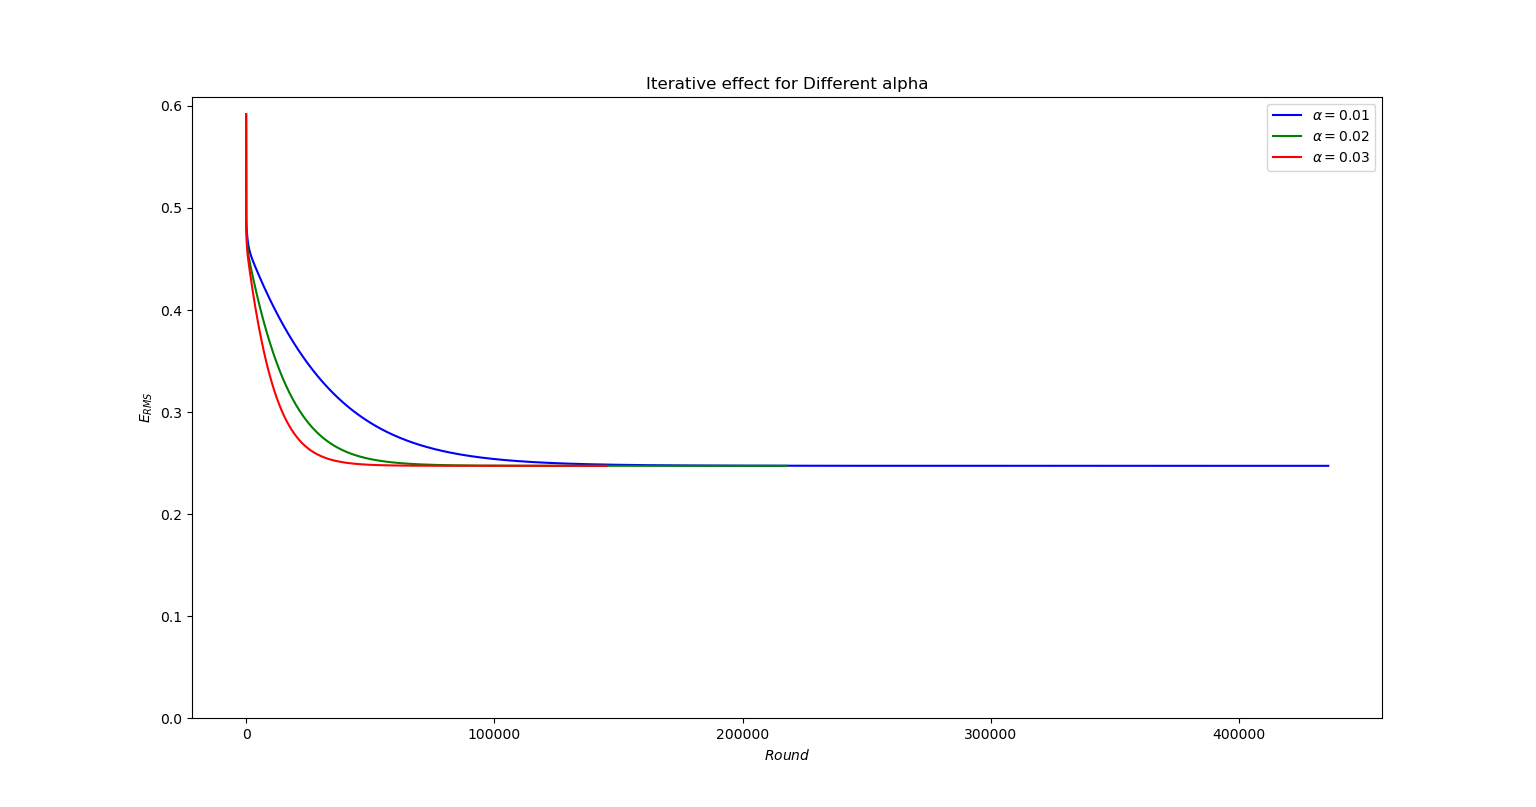 Iterative effect for Different alpha
α = 0.01
α = 0.02
α = 0.03
E_RMS
0.6
0.5
0.4
0.3
0.2
0.1
0.0
0 100000 200000 300000 400000
Round